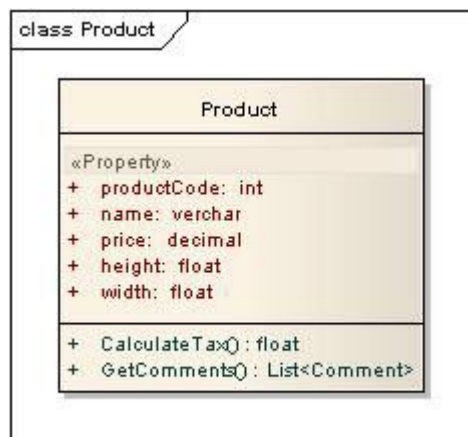 class Product
Product
«Property»
+ productCode: int
+ name: verchar
+ price: decimal
+ height: float
+ width: float
+ CalculateTax() : float
+ GetComments() : List<Comment>